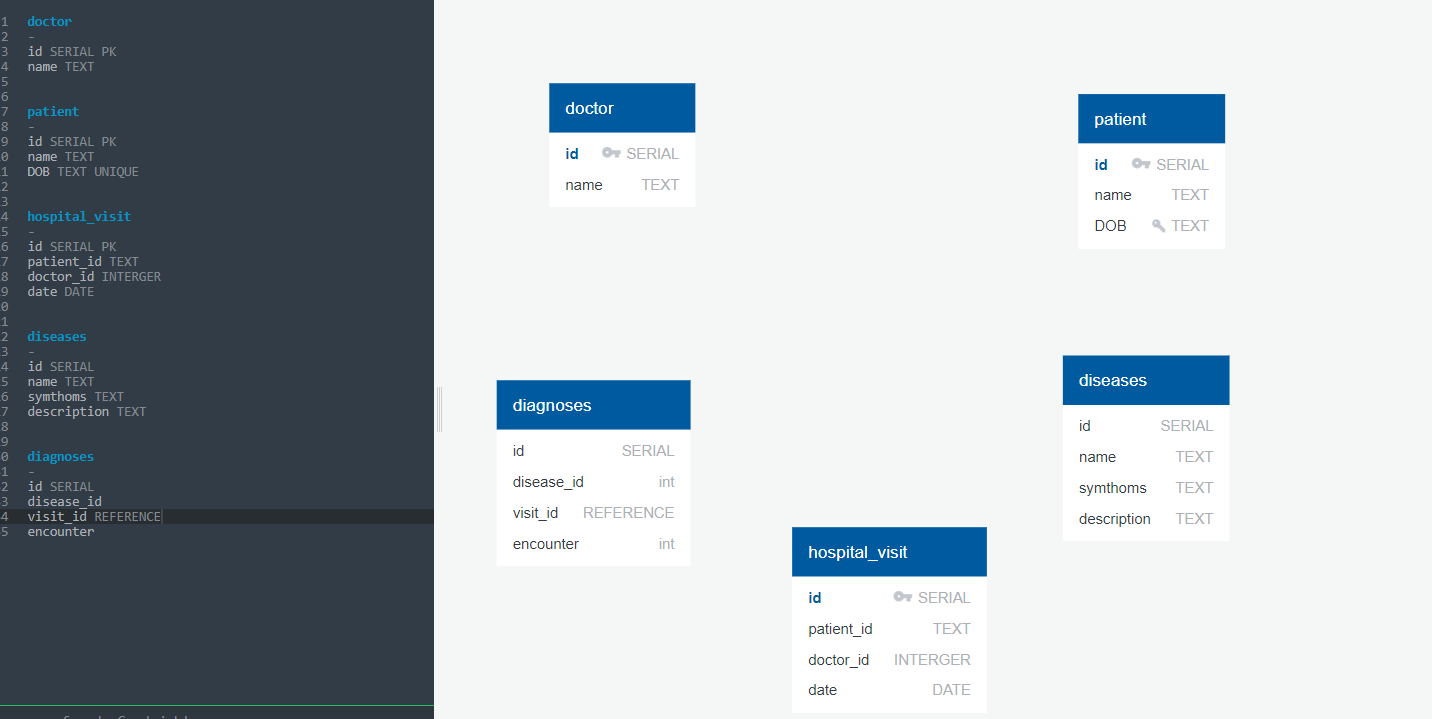 1 doctor
2 -
3 id SERIAL PK
4 name TEXT
5
6
7 patient
8 -
9 id SERIAL PK
0 name TEXT
1 DOB TEXT UNIQUE
2
3
4 hospital_visit
5 -
6 id SERIAL PK
7 patient_id TEXT
8 doctor_id INTERGER
9 date DATE
0
1
2 diseases
3 -
4 id SERIAL
5 name TEXT
6 symthoms TEXT
7 description TEXT
8
9
0 diagnoses
1 -
2 id SERIAL
3 disease_id
4 visit_id REFERENCE
5 encounter
doctor
id SERIAL
name TEXT
patient
id SERIAL
name TEXT
DOB TEXT
diagnoses
id SERIAL
disease_id int
visit_id REFERENCE
encounter int
diseases
id SERIAL
name TEXT
symthoms TEXT
description TEXT
hospital_visit
id SERIAL
patient_id TEXT
doctor_id INTERGER
date DATE